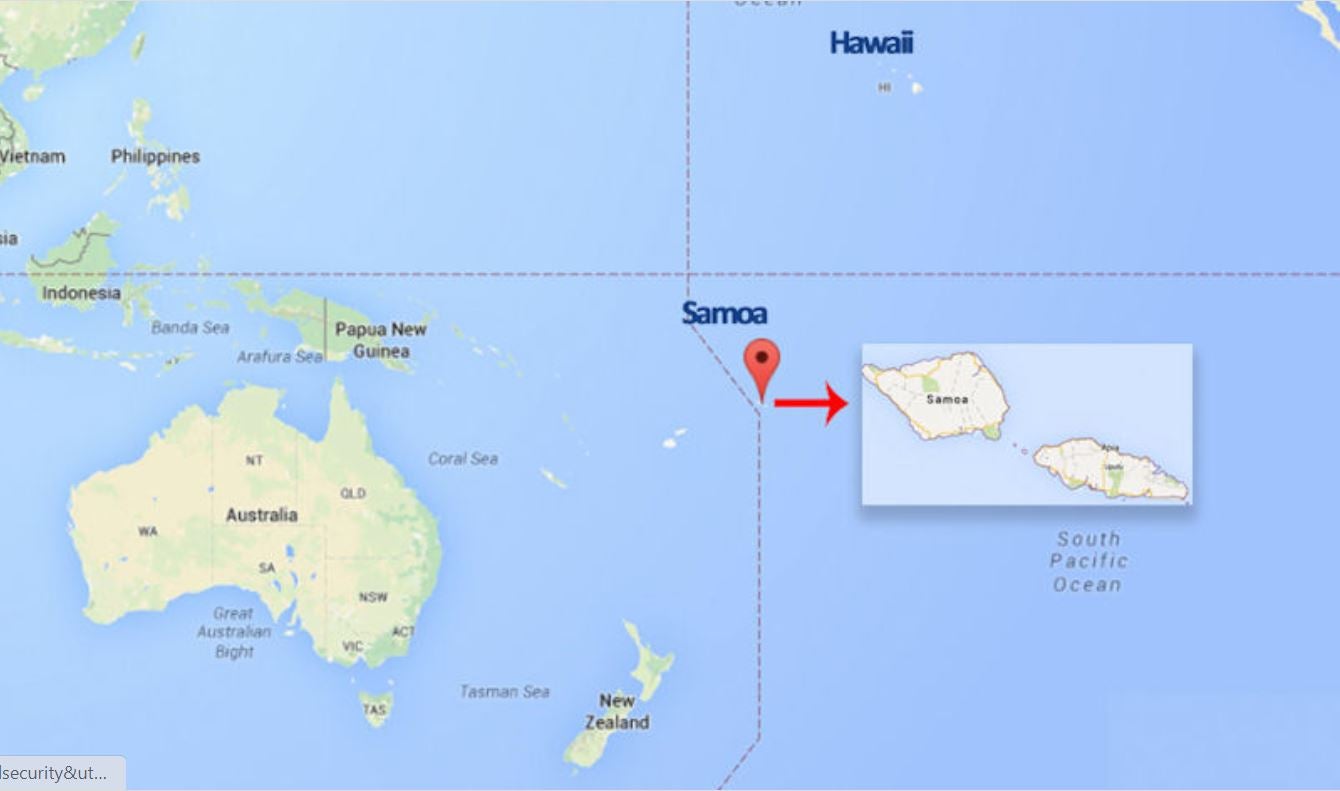 Ocean
Hawaii
HI
Vietnam
Philippines
sia
Indonesia
Samoa
Banda Sea
Papua New
Guinea
Arafura Sea
Samoa
Apia
Upolu
NT
Coral Sea
QLD
Australia
WA
South
Pacific
Ocean
SA
NSW
Great
Australian
Bight
ACT
VIC
Tasman Sea
New
Zealand
TAS
lsecurity&ut...